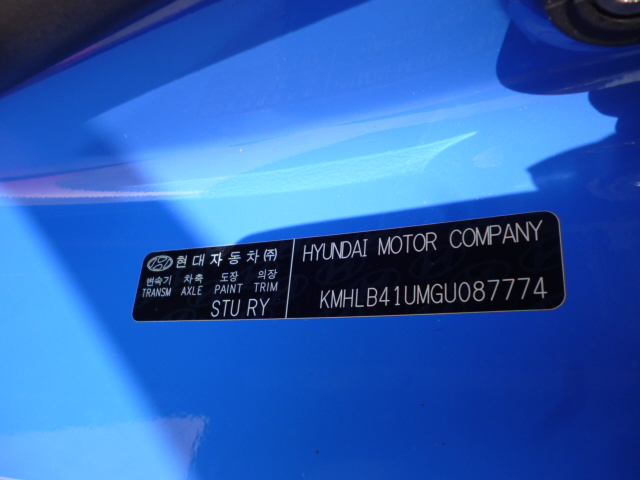 현대자동차㈜
변속기 차축 도장 의장
TRANSM AXLE PAINT TRIM
STU RY
HYUNDAI MOTOR COMPANY
KMHLB41UMGU087774